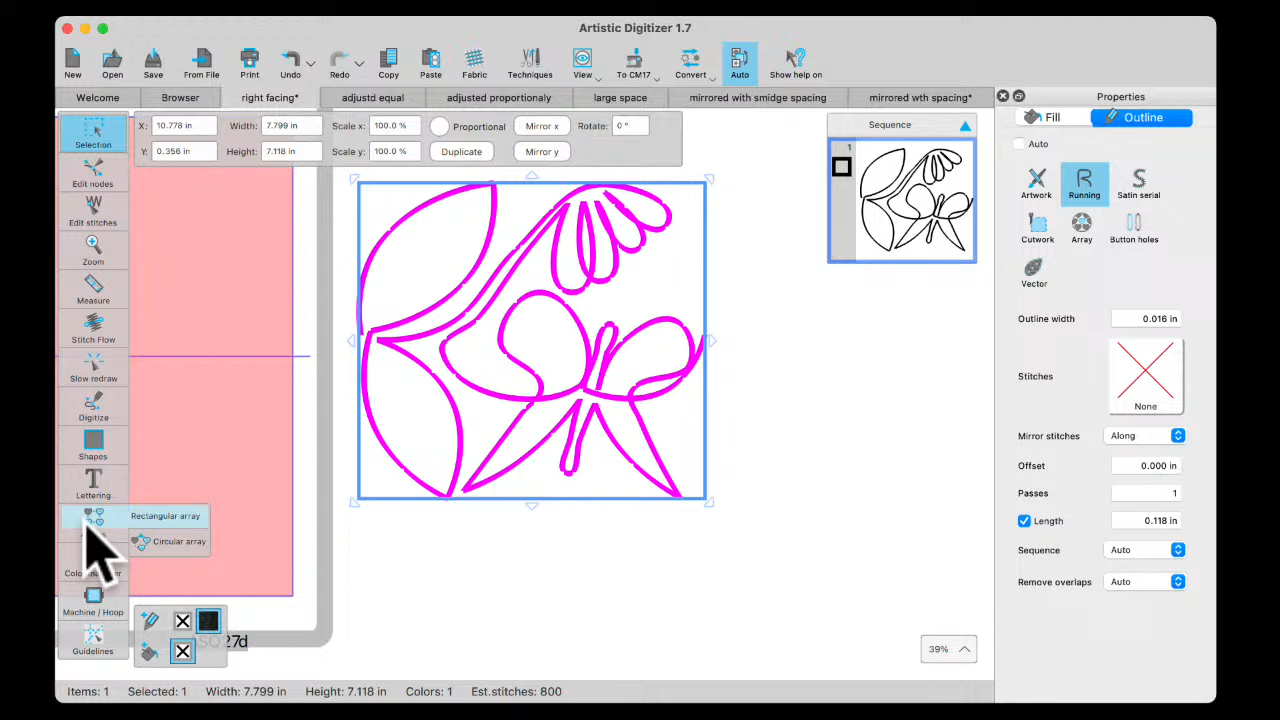 Artistic Digitizer 1.7
New Open Save From File Print Undo Redo Copy Paste Fabric Techniques View To CM17 Convert Auto Show help on
Welcome Browser right facing* adjustd equal adjusted proportionaly large space mirrored with smidge spacing mirrored wth spacing* Properties
Fill Outline
X: 10.778 in Width: 7.799 in Scale x: 100.0 % Proportional Mirror x Rotate: 0 ° Sequence
Y: 0.356 in Height: 7.118 in Scale y: 100.0 % Duplicate Mirror y
Auto
1
Selection
Edit nodes
Edit stitches
Zoom
Measure
Stitch Flow
Slow redraw
Digitize
Shapes
Lettering
Rectangular array
Circular array
Machine / Hoop
Guidelines
27d
39%
Artwork Running Satin serial
Cutwork Array Button holes
Vector
Outline width 0.016 in
Stitches None
Mirror stitches Along
Offset 0.000 in
Passes 1
Length 0.118 in
Sequence Auto
Remove overlaps Auto
Items: 1 Selected: 1 Width: 7.799 in Height: 7.118 in Colors: 1 Est.stitches: 800